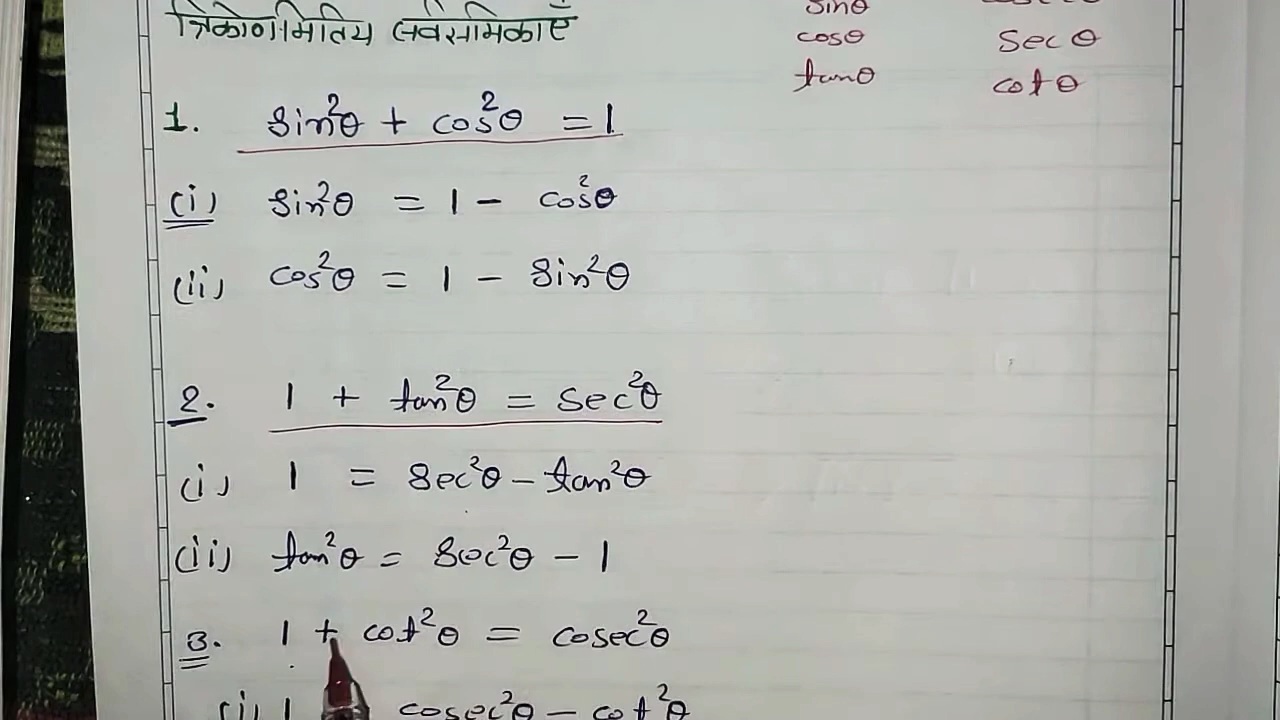 त्रिकोणमितिय सर्वसमिकाएँ
sinθ
cosθ secθ
tanθ cotθ
1. sin²θ + cos²θ = 1
(i) sin²θ = 1 - cos²θ
(ii) cos²θ = 1 - sin²θ
2. 1 + tan²θ = sec²θ
(i) 1 = sec²θ - tan²θ
(ii) tan²θ = sec²θ - 1
3. 1 + cot²θ = cosec²θ
(i) 1 cosec²θ - cot²θ